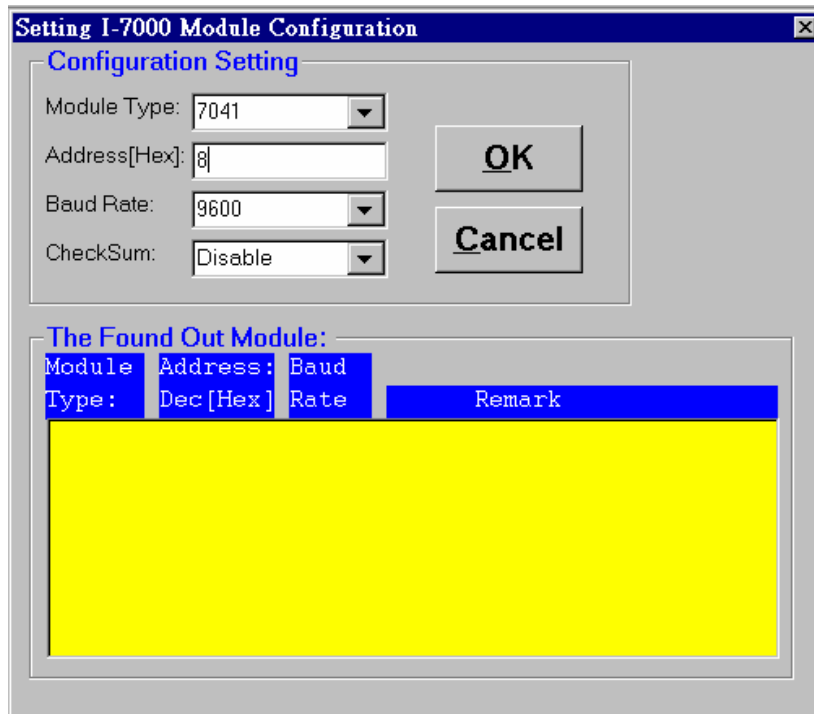 Setting I-7000 Module Configuration
Configuration Setting
Module Type: 7041
Address[Hex]: 8
Baud Rate: 9600
CheckSum: Disable
OK
Cancel
The Found Out Module:
Module Address: Baud
Type: Dec[Hex] Rate Remark